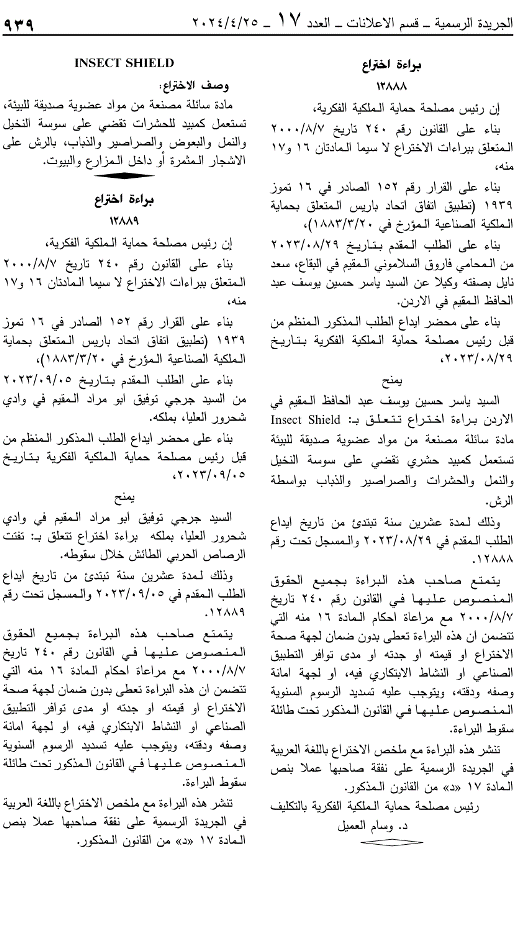 الجريدة الرسمية ــ قسم الاعلانات ــ العدد ١٧ ــ ٢٠٢٤/٤/٢٥
٩٣٩
براءة اختراع
١٢٨٨٨
إن رئيس مصلحة حماية الملكية الفكرية،
بناء على القانون رقم ٢٤٠ تاريخ ٢٠٠٠/٨/٧
المتعلق ببراءات الاختراع لا سيما المادتان ١٦ و١٧
منه،
بناء على القرار رقم ١٥٢ الصادر في ١٦ تموز
١٩٣٩ (تطبيق اتفاق اتحاد باريس المتعلق بحماية
الملكية الصناعية المؤرخ في ١٨٨٣/٣/٢٠)،
بناء على الطلب المقدم بتاريخ ٢٠٢٣/٠٨/٢٩
من المحامي فاروق السلاموني المقيم في البقاع، سعد
نايل بصفته وكيلا عن السيد ياسر حسين يوسف عبد
الحافظ المقيم في الاردن.
بناء على محضر ايداع الطلب المذكور المنظم من
قبل رئيس مصلحة حماية الملكية الفكرية بتاريخ
٢٠٢٣/٠٨/٢٩،
يمنح
السيد ياسر حسين يوسف عبد الحافظ المقيم في
الاردن براءة اختراع تتعلق بـ: Insect Shield
مادة سائلة مصنعة من مواد عضوية صديقة للبيئة
تستعمل كمبيد حشري تقضي على سوسة النخيل
والنمل والحشرات والصراصير والذباب بواسطة
الرش.
وذلك لمدة عشرين سنة تبتدئ من تاريخ ايداع
الطلب المقدم في ٢٠٢٣/٠٨/٢٩ والمسجل تحت رقم
١٢٨٨٨.
يتمتع صاحب هذه البراءة بجميع الحقوق
المنصوص عليها في القانون رقم ٢٤٠ تاريخ
٢٠٠٠/٨/٧ مع مراعاة احكام المادة ١٦ منه التي
تتضمن ان هذه البراءة تعطى بدون ضمان لجهة صحة
الاختراع او قيمته او جدته او مدى توافر التطبيق
الصناعي او النشاط الابتكاري فيه، او لجهة امانة
وصفه ودقته، ويتوجب عليه تسديد الرسوم السنوية
المنصوص عليها في القانون المذكور تحت طائلة
سقوط البراءة.
تنشر هذه البراءة مع ملخص الاختراع باللغة العربية
في الجريدة الرسمية على نفقة صاحبها عملا بنص
المادة ١٧ «د» من القانون المذكور.
رئيس مصلحة حماية الملكية الفكرية بالتكليف
د. وسام العميل
INSECT SHIELD
وصف الاختراع:
مادة سائلة مصنعة من مواد عضوية صديقة للبيئة،
تستعمل كمبيد للحشرات تقضي على سوسة النخيل
والنمل والبعوض والصراصير والذباب، بالرش على
الاشجار المثمرة أو داخل المزارع والبيوت.
براءة اختراع
١٢٨٨٩
إن رئيس مصلحة حماية الملكية الفكرية،
بناء على القانون رقم ٢٤٠ تاريخ ٢٠٠٠/٨/٧
المتعلق ببراءات الاختراع لا سيما المادتان ١٦ و١٧
منه،
بناء على القرار رقم ١٥٢ الصادر في ١٦ تموز
١٩٣٩ (تطبيق اتفاق اتحاد باريس المتعلق بحماية
الملكية الصناعية المؤرخ في ١٨٨٣/٣/٢٠)،
بناء على الطلب المقدم بتاريخ ٢٠٢٣/٠٩/٠٥
من السيد جرجي توفيق ابو مراد المقيم في وادي
شحرور العليا، بملكه.
بناء على محضر ايداع الطلب المذكور المنظم من
قبل رئيس مصلحة حماية الملكية الفكرية بتاريخ
٢٠٢٣/٠٩/٠٥،
يمنح
السيد جرجي توفيق ابو مراد المقيم في وادي
شحرور العليا، بملكه براءة اختراع تتعلق بـ: تفتت
الرصاص الحربي الطائش خلال سقوطه.
وذلك لمدة عشرين سنة تبتدئ من تاريخ ايداع
الطلب المقدم في ٢٠٢٣/٠٩/٠٥ والمسجل تحت رقم
١٢٨٨٩.
يتمتع صاحب هذه البراءة بجميع الحقوق
المنصوص عليها في القانون رقم ٢٤٠ تاريخ
٢٠٠٠/٨/٧ مع مراعاة احكام المادة ١٦ منه التي
تتضمن ان هذه البراءة تعطى بدون ضمان لجهة صحة
الاختراع او قيمته او جدته او مدى توافر التطبيق
الصناعي او النشاط الابتكاري فيه، او لجهة امانة
وصفه ودقته، ويتوجب عليه تسديد الرسوم السنوية
المنصوص عليها في القانون المذكور تحت طائلة
سقوط البراءة.
تنشر هذه البراءة مع ملخص الاختراع باللغة العربية
في الجريدة الرسمية على نفقة صاحبها عملا بنص
المادة ١٧ «د» من القانون المذكور.